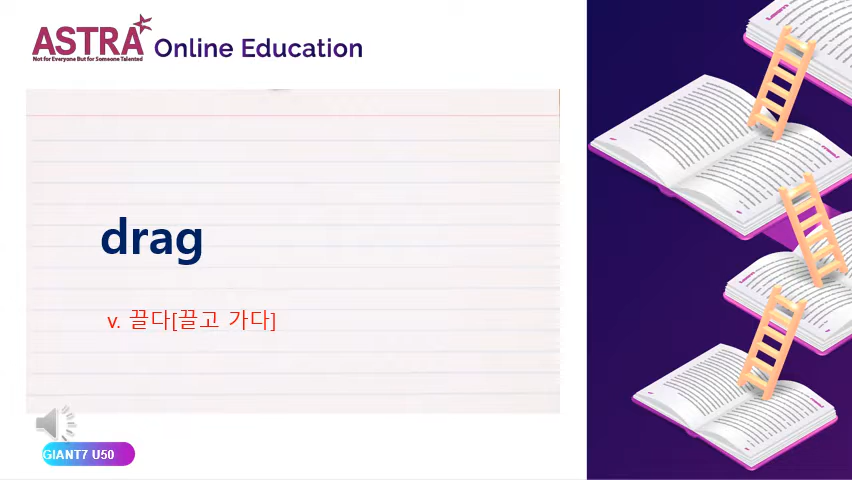 ASTRA Online Education
Not for Everyone But for Someone Talented
drag
v. 끌다[끌고 가다]
GIANT7 U50